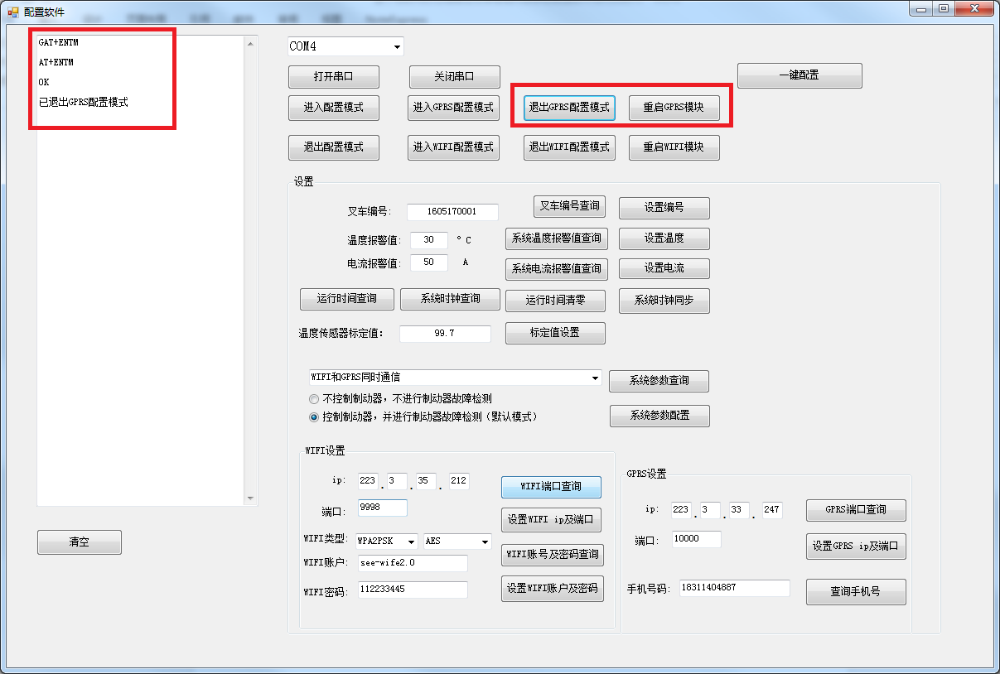 配置软件
GAT+ENTM
AT+ENTM
OK
已退出GPRS配置模式
清空
COM4
打开串口 关闭串口 一键配置
进入配置模式 进入GPRS配置模式 退出GPRS配置模式 重启GPRS模块
退出配置模式 进入WIFI配置模式 退出WIFI配置模式 重启WIFI模块
设置
叉车编号: 1605170001 叉车编号查询 设置编号
温度报警值: 30 °C 系统温度报警值查询 设置温度
电流报警值: 50 A 系统电流报警值查询 设置电流
运行时间查询 系统时钟查询 运行时间清零 系统时钟同步
温度传感器标定值: 99.7 标定值设置
WIFI和GPRS同时通信 系统参数查询
不控制制动器，不进行制动器故障检测
控制制动器，并进行制动器故障检测（默认模式） 系统参数配置
WIFI设置
ip: 223 . 3 . 35 . 212 WIFI端口查询
端口: 9998 设置WIFI ip及端口
WIFI类型: WPA2PSK AES
WIFI账户: see-wife2.0 WIFI账号及密码查询
WIFI密码: 112233445 设置WIFI账户及密码
GPRS设置
ip: 223 . 3 . 33 . 247 GPRS端口查询
端口: 10000 设置GPRS ip及端口
手机号码: 18311404887 查询手机号